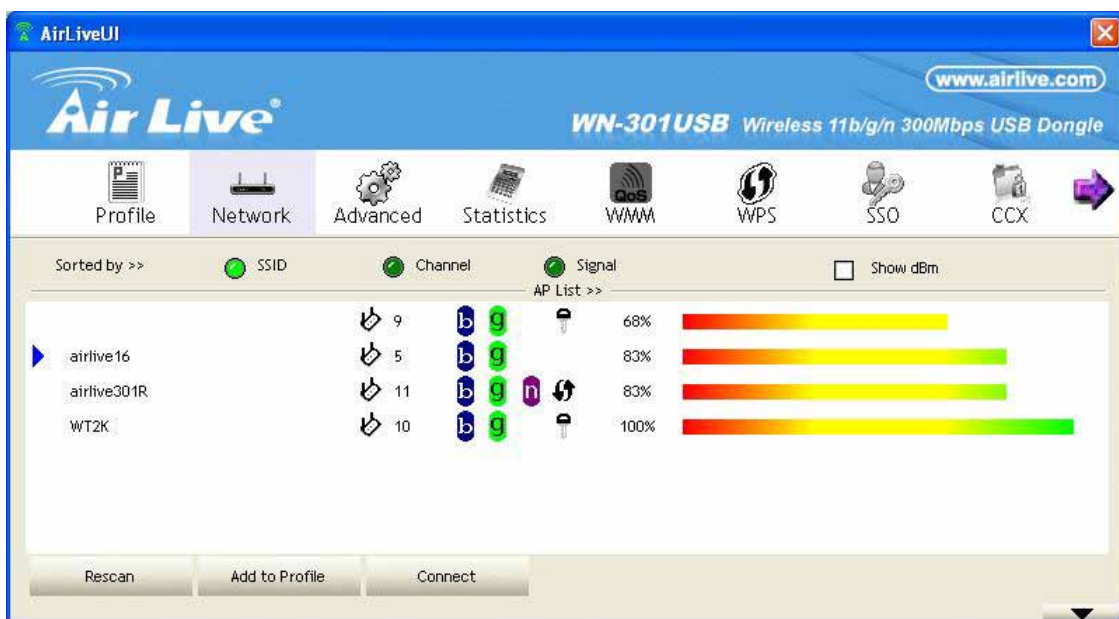 AirLiveUI
www.airlive.com
Air Live®
WN-301USB Wireless 11b/g/n 300Mbps USB Dongle
Profile Network Advanced Statistics QoS WMM WPS SSO CCX
Sorted by >> SSID Channel Signal Show dBm
AP List >>
9 b g 68%
airlive16 5 b g 83%
airlive301R 11 b g n 83%
WT2K 10 b g 100%
Rescan Add to Profile Connect